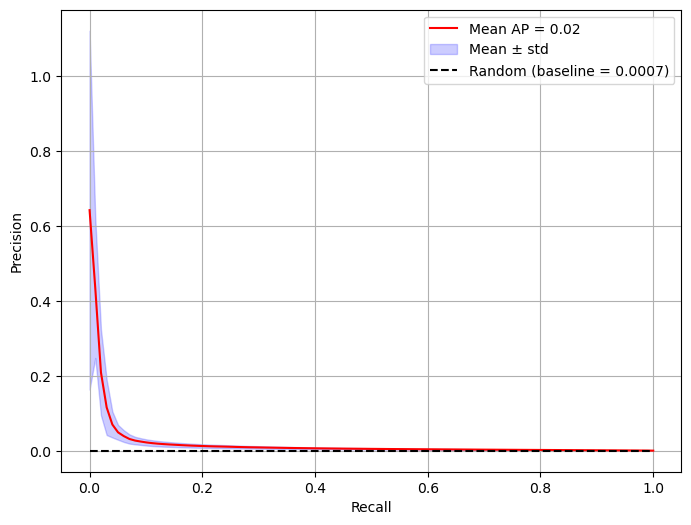 Mean AP = 0.02
Mean ± std
Random (baseline = 0.0007)
1.0
0.8
0.6
0.4
0.2
0.0
Precision
0.0 0.2 0.4 0.6 0.8 1.0
Recall